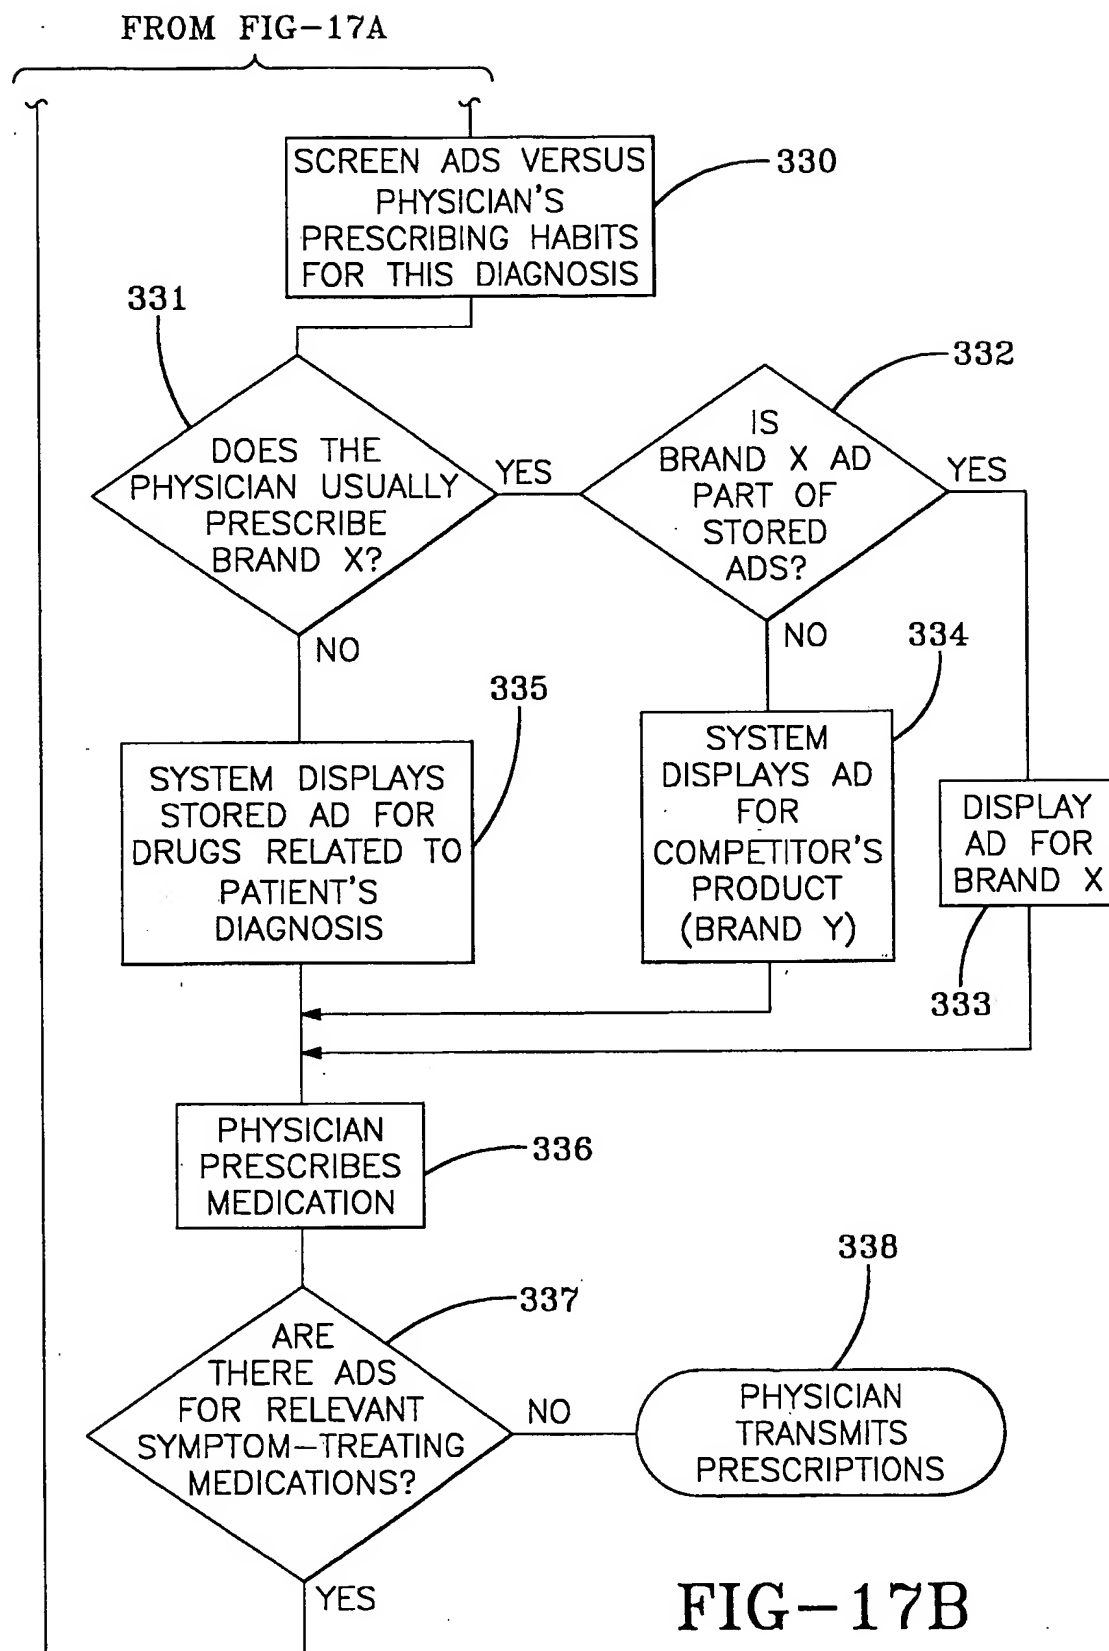 FROM FIG-17A
SCREEN ADS VERSUS
PHYSICIAN'S
PRESCRIBING HABITS
FOR THIS DIAGNOSIS
330
331
DOES THE
PHYSICIAN USUALLY
PRESCRIBE
BRAND X?
YES
NO
332
IS
BRAND X AD
PART OF
STORED
ADS?
YES
NO
334
335
SYSTEM DISPLAYS
STORED AD FOR
DRUGS RELATED TO
PATIENT'S
DIAGNOSIS
SYSTEM
DISPLAYS AD
FOR
COMPETITOR'S
PRODUCT
(BRAND Y)
DISPLAY
AD FOR
BRAND X
333
PHYSICIAN
PRESCRIBES
MEDICATION
336
337
ARE
THERE ADS
FOR RELEVANT
SYMPTOM-TREATING
MEDICATIONS?
NO
YES
338
PHYSICIAN
TRANSMITS
PRESCRIPTIONS
FIG-17B